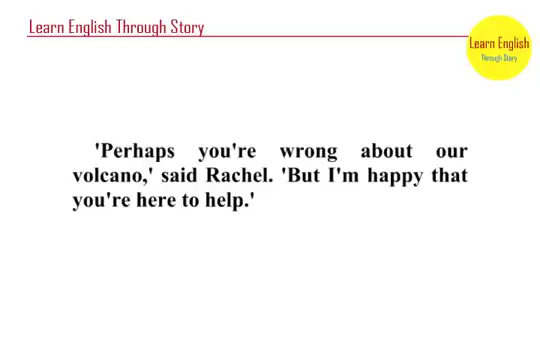 Learn English Through Story
Learn English
Through Story
'Perhaps you're wrong about our
volcano,' said Rachel. 'But I'm happy that
you're here to help.'